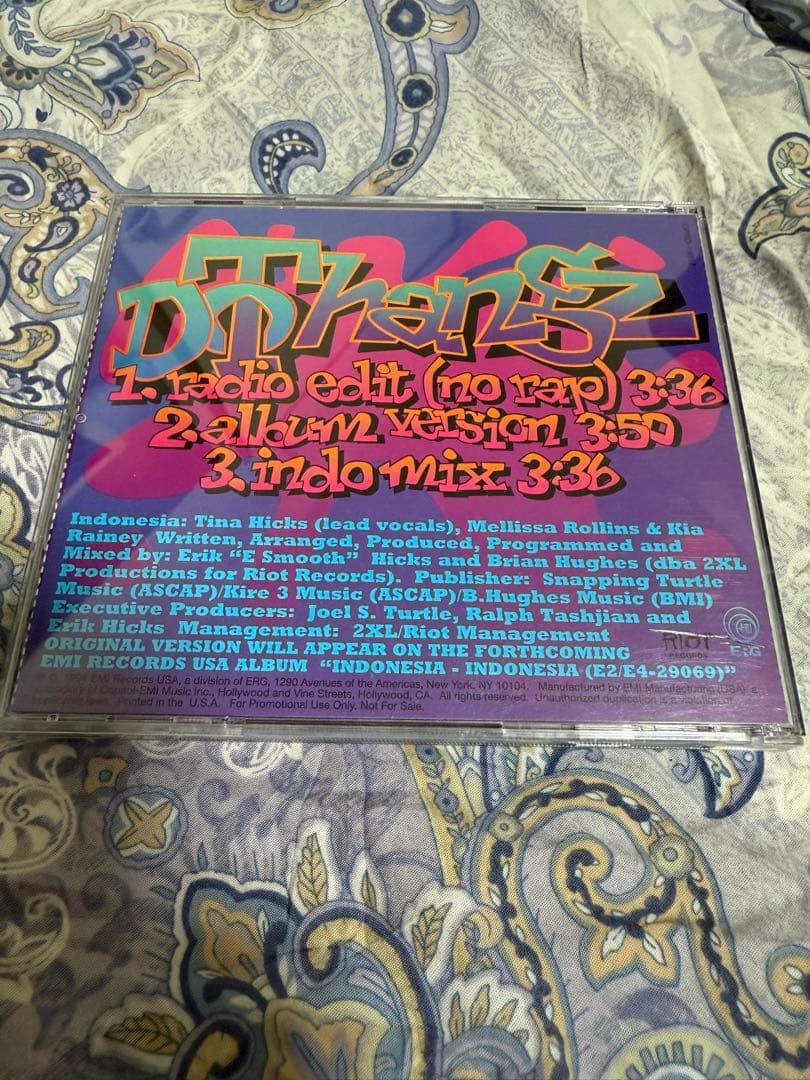 Do Thangz
1. radio edit (no rap) 3:36
2. album version 3:50
3. indo mix 3:36
Indonesia: Tina Hicks (lead vocals), Mellissa Rollins & Kia
Rainey Written, Arranged, Produced, Programmed and
Mixed by: Erik “E Smooth” Hicks and Brian Hughes (dba 2XL
Productions for Riot Records). Publisher: Snapping Turtle
Music (ASCAP)/Kire 3 Music (ASCAP)/B.Hughes Music (BMI)
Executive Producers: Joel S. Turtle, Ralph Tashjian and
Erik Hicks Management: 2XL/Riot Management
ORIGINAL VERSION WILL APPEAR ON THE FORTHCOMING
EMI RECORDS USA ALBUM “INDONESIA - INDONESIA (E2/E4-29069)”
RIOT
RECORDS
EMI
ERG
EMI Records USA, a division of ERG, 1290 Avenues of the Americas, New York, NY 10104. Manufactured by EMI Manufacturing (USA), a
of Capitol-EMI Music Inc., Hollywood and Vine Streets, Hollywood, CA. All rights reserved. Unauthorized duplication is a violation of
Printed in the U.S.A. For Promotional Use Only. Not For Sale.